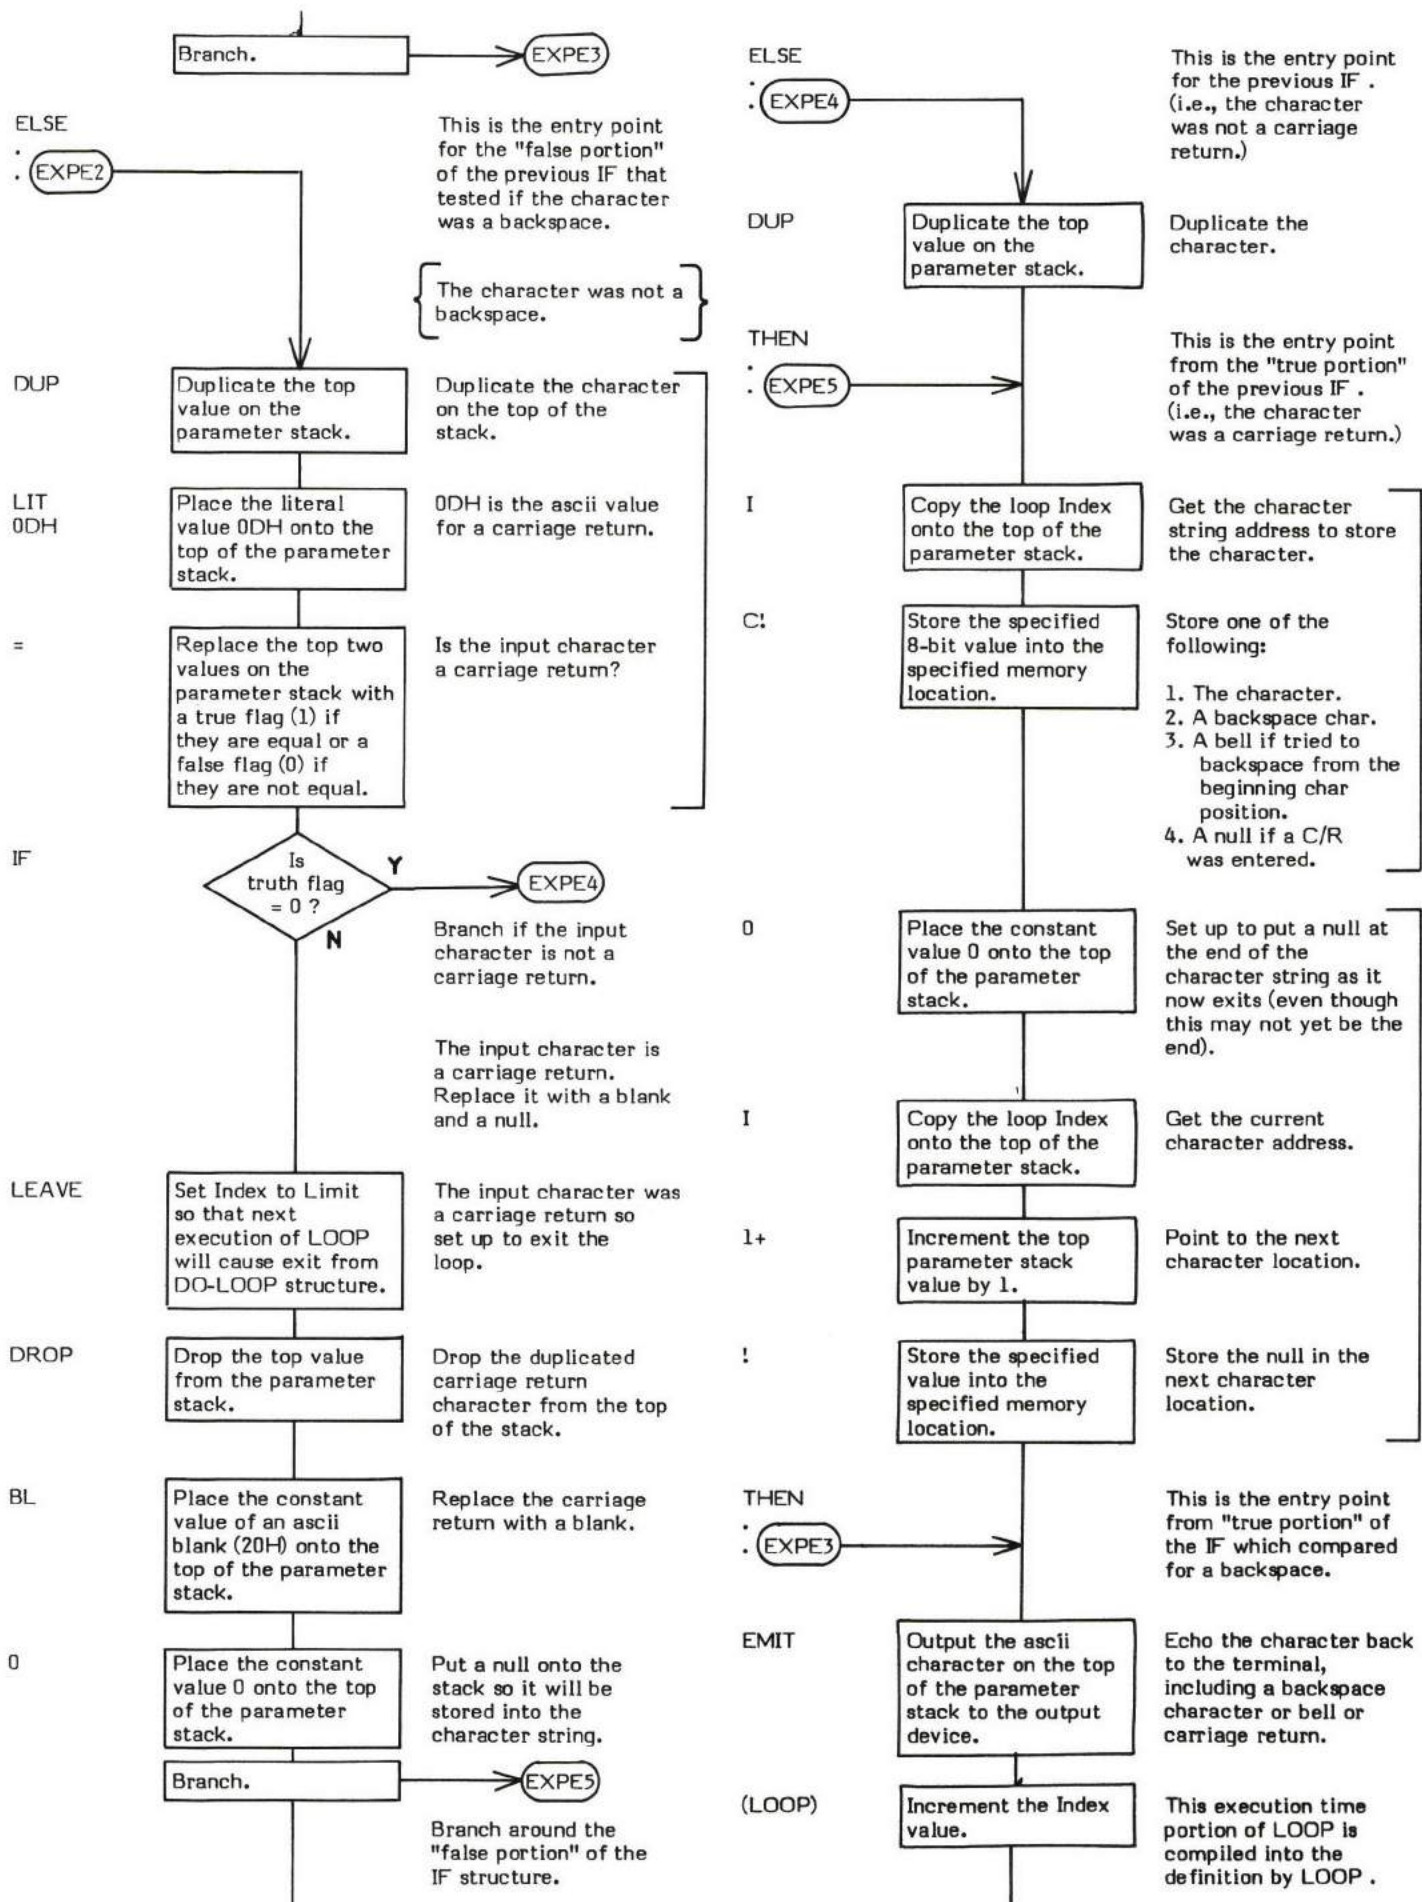 Branch.
EXPE3
ELSE
:
EXPE2
This is the entry point
for the "false portion"
of the previous IF that
tested if the character
was a backspace.
The character was not a
backspace.
DUP
Duplicate the top
value on the
parameter stack.
Duplicate the character
on the top of the
stack.
LIT
0DH
Place the literal
value 0DH onto the
top of the parameter
stack.
0DH is the ascii value
for a carriage return.
=
Replace the top two
values on the
parameter stack with
a true flag (1) if
they are equal or a
false flag (0) if
they are not equal.
Is the input character
a carriage return?
IF
Is
truth flag
= 0 ?
Y
N
EXPE4
Branch if the input
character is not a
carriage return.
The input character is
a carriage return.
Replace it with a blank
and a null.
LEAVE
Set Index to Limit
so that next
execution of LOOP
will cause exit from
DO-LOOP structure.
The input character was
a carriage return so
set up to exit the
loop.
DROP
Drop the top value
from the parameter
stack.
Drop the duplicated
carriage return
character from the top
of the stack.
BL
Place the constant
value of an ascii
blank (20H) onto the
top of the parameter
stack.
Replace the carriage
return with a blank.
0
Place the constant
value 0 onto the top
of the parameter
stack.
Put a null onto the
stack so it will be
stored into the
character string.
Branch.
EXPE5
Branch around the
"false portion" of the
IF structure.
ELSE
:
EXPE4
This is the entry point
for the previous IF .
(i.e., the character
was not a carriage
return.)
DUP
Duplicate the top
value on the
parameter stack.
Duplicate the
character.
THEN
:
EXPE5
This is the entry point
from the "true portion"
of the previous IF .
(i.e., the character
was a carriage return.)
I
Copy the loop Index
onto the top of the
parameter stack.
Get the character
string address to store
the character.
C!
Store the specified
8-bit value into the
specified memory
location.
Store one of the
following:
1. The character.
2. A backspace char.
3. A bell if tried to
backspace from the
beginning char
position.
4. A null if a C/R
was entered.
0
Place the constant
value 0 onto the top
of the parameter
stack.
Set up to put a null at
the end of the
character string as it
now exits (even though
this may not yet be the
end).
I
Copy the loop Index
onto the top of the
parameter stack.
Get the current
character address.
1+
Increment the top
parameter stack
value by 1.
Point to the next
character location.
!
Store the specified
value into the
specified memory
location.
Store the null in the
next character
location.
THEN
:
EXPE3
This is the entry point
from "true portion" of
the IF which compared
for a backspace.
EMIT
Output the ascii
character on the top
of the parameter
stack to the output
device.
Echo the character back
to the terminal,
including a backspace
character or bell or
carriage return.
(LOOP)
Increment the Index
value.
This execution time
portion of LOOP is
compiled into the
definition by LOOP .